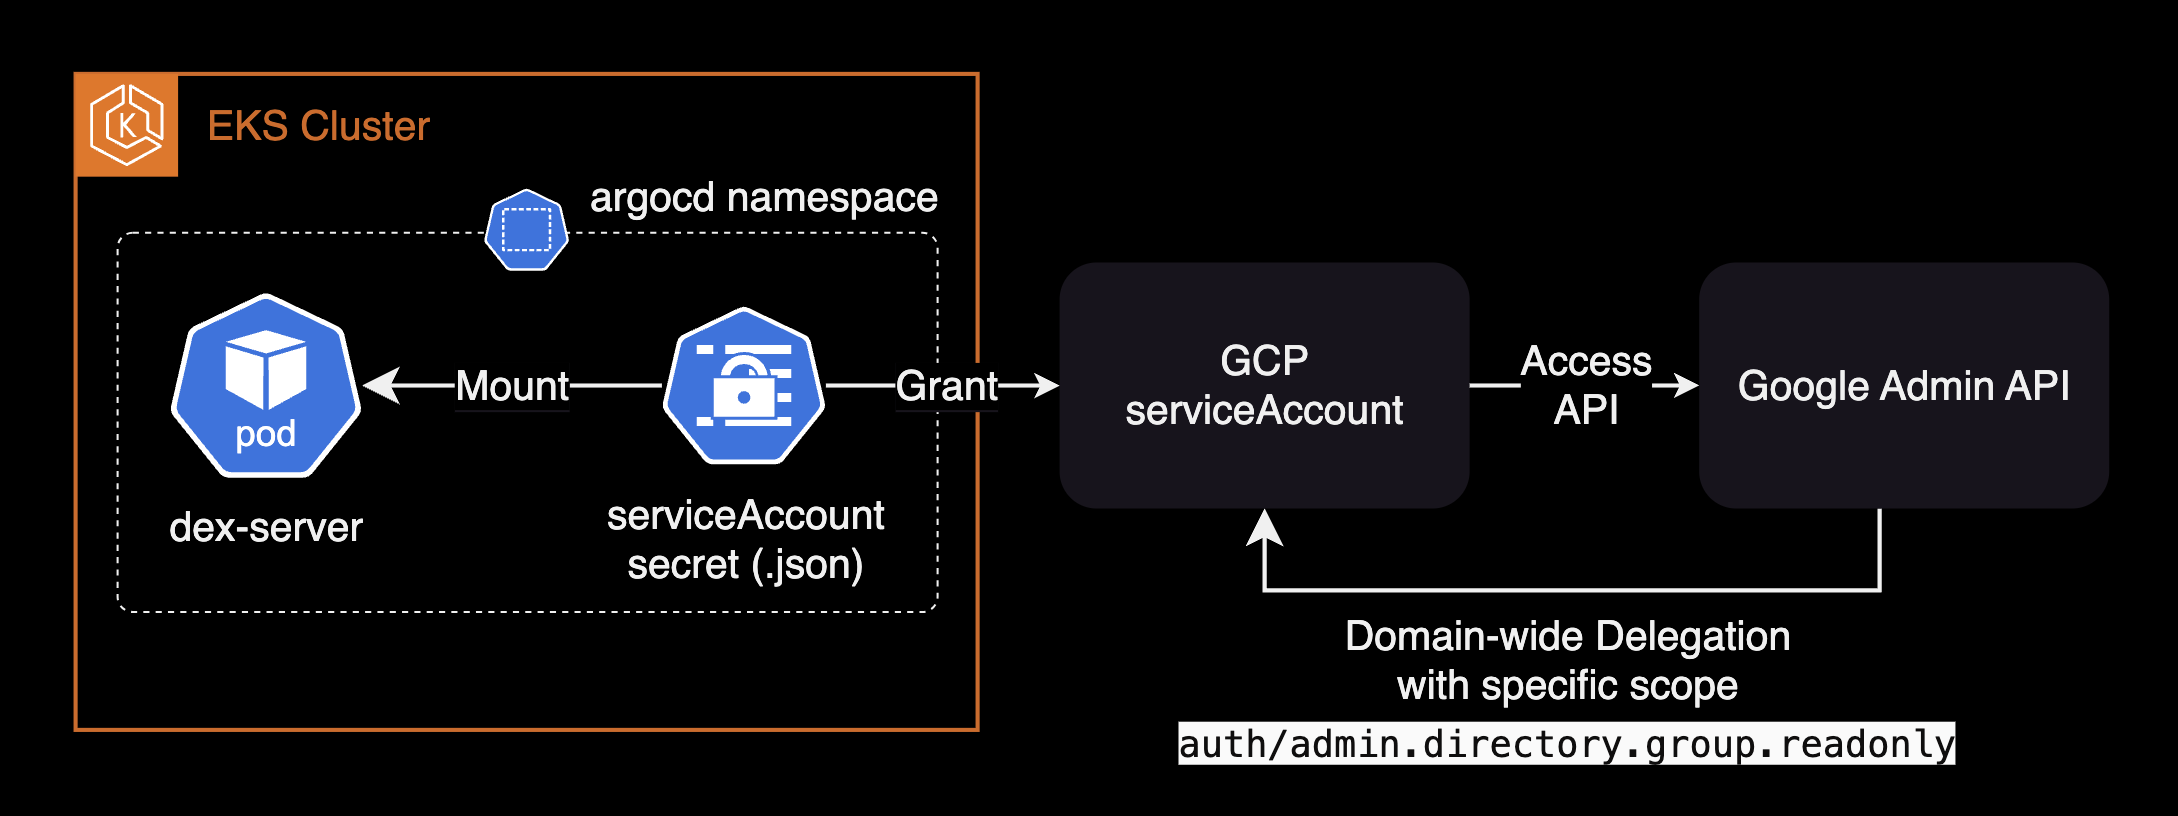 K
EKS Cluster
argocd namespace
pod
dex-server
Mount
serviceAccount
secret (.json)
Grant
GCP
serviceAccount
Access
API
Google Admin API
Domain-wide Delegation
with specific scope
auth/admin.directory.group.readonly